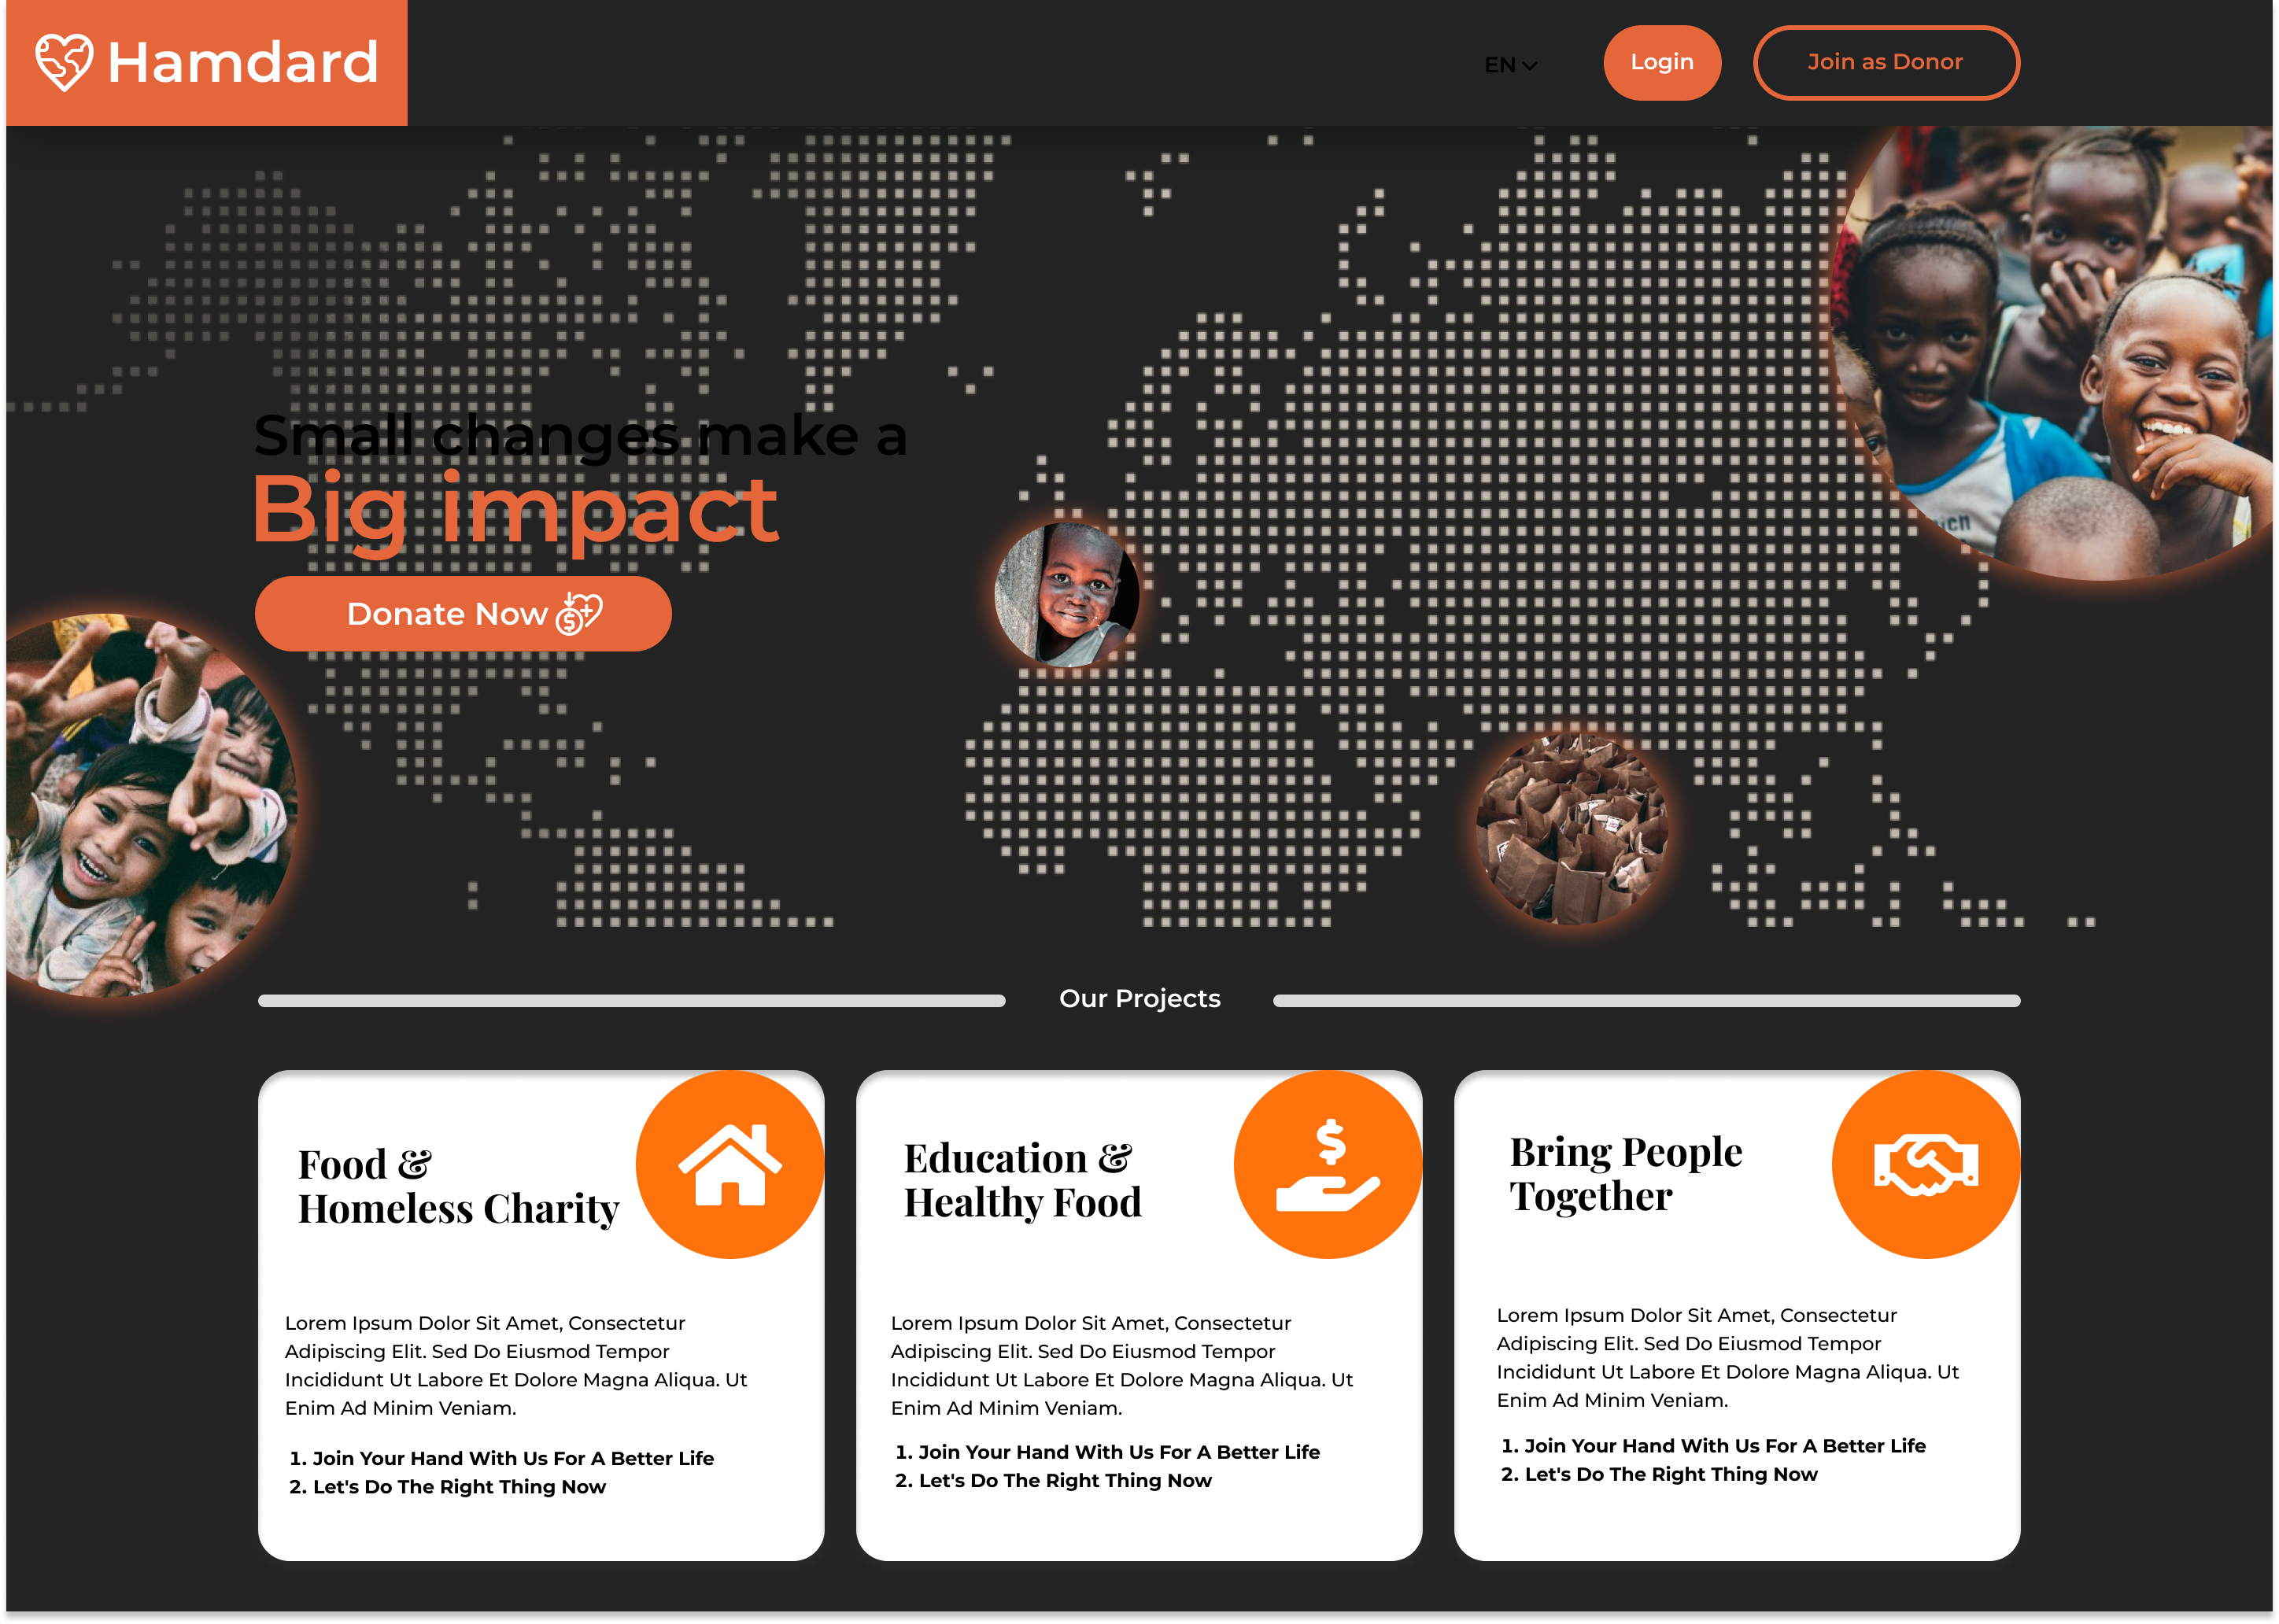 Hamdard
EN
Login
Join as Donor
Small changes make a
Big impact
Donate Now
Our Projects
Food &
Homeless Charity
Lorem Ipsum Dolor Sit Amet, Consectetur
Adipiscing Elit. Sed Do Eiusmod Tempor
Incididunt Ut Labore Et Dolore Magna Aliqua. Ut
Enim Ad Minim Veniam.
1. Join Your Hand With Us For A Better Life
2. Let's Do The Right Thing Now
Education &
Healthy Food
Lorem Ipsum Dolor Sit Amet, Consectetur
Adipiscing Elit. Sed Do Eiusmod Tempor
Incididunt Ut Labore Et Dolore Magna Aliqua. Ut
Enim Ad Minim Veniam.
1. Join Your Hand With Us For A Better Life
2. Let's Do The Right Thing Now
Bring People
Together
Lorem Ipsum Dolor Sit Amet, Consectetur
Adipiscing Elit. Sed Do Eiusmod Tempor
Incididunt Ut Labore Et Dolore Magna Aliqua. Ut
Enim Ad Minim Veniam.
1. Join Your Hand With Us For A Better Life
2. Let's Do The Right Thing Now